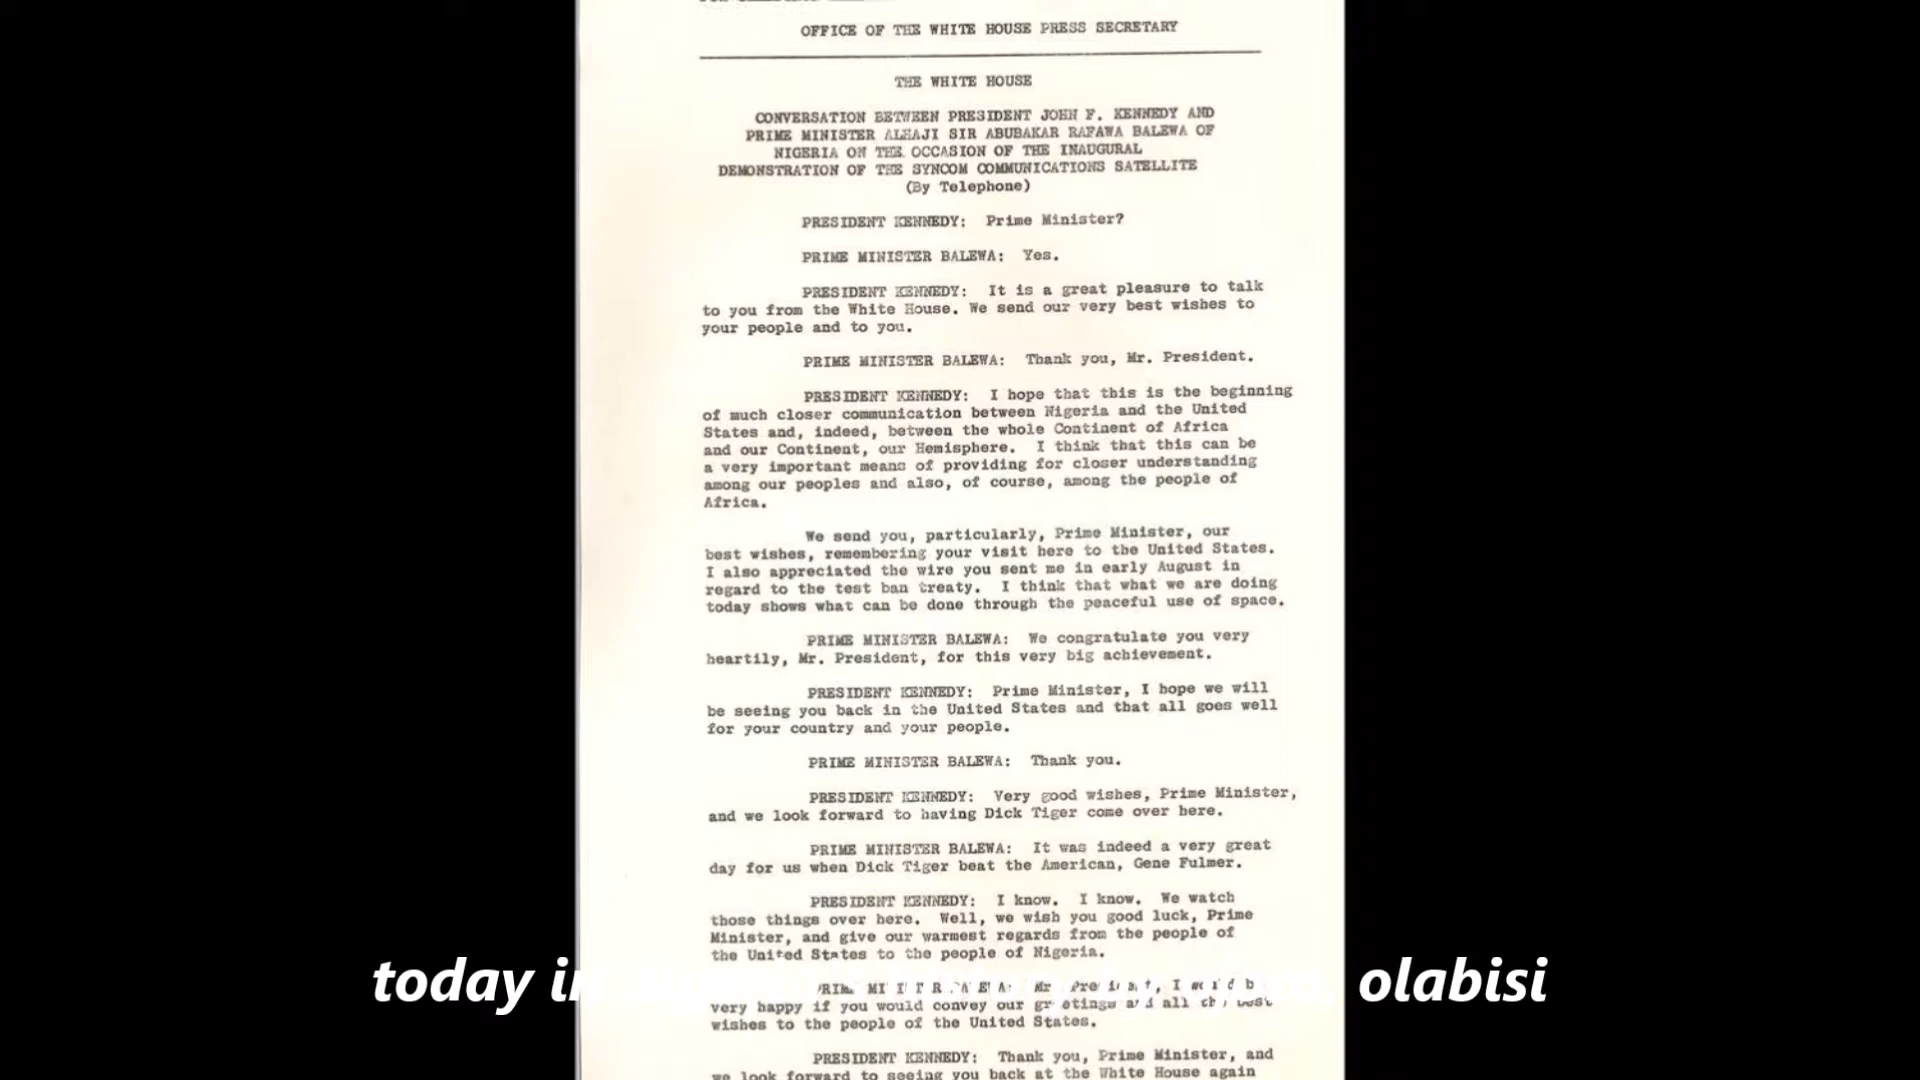 OFFICE OF THE WHITE HOUSE PRESS SECRETARY
THE WHITE HOUSE
CONVERSATION BETWEEN PRESIDENT JOHN F. KENNEDY AND
PRIME MINISTER ALHAJI SIR ABUBAKAR RAFAWA BALEWA OF
NIGERIA ON THE OCCASION OF THE INAUGURAL
DEMONSTRATION OF THE SYNCOM COMMUNICATIONS SATELLITE
(By Telephone)
PRESIDENT KENNEDY: Prime Minister?
PRIME MINISTER BALEWA: Yes.
PRESIDENT KENNEDY: It is a great pleasure to talk
to you from the White House. We send our very best wishes to
your people and to you.
PRIME MINISTER BALEWA: Thank you, Mr. President.
PRESIDENT KENNEDY: I hope that this is the beginning
of much closer communication between Nigeria and the United
States and, indeed, between the whole Continent of Africa
and our Continent, our Hemisphere. I think that this can be
a very important means of providing for closer understanding
among our peoples and also, of course, among the people of
Africa.
We send you, particularly, Prime Minister, our
best wishes, remembering your visit here to the United States.
I also appreciated the wire you sent me in early August in
regard to the test ban treaty. I think that what we are doing
today shows what can be done through the peaceful use of space.
PRIME MINISTER BALEWA: We congratulate you very
heartily, Mr. President, for this very big achievement.
PRESIDENT KENNEDY: Prime Minister, I hope we will
be seeing you back in the United States and that all goes well
for your country and your people.
PRIME MINISTER BALEWA: Thank you.
PRESIDENT KENNEDY: Very good wishes, Prime Minister,
and we look forward to having Dick Tiger come over here.
PRIME MINISTER BALEWA: It was indeed a very great
day for us when Dick Tiger beat the American, Gene Fulmer.
PRESIDENT KENNEDY: I know. I know. We watch
those things over here. Well, we wish you good luck, Prime
Minister, and give our warmest regards from the people of
the United States to the people of Nigeria.
today in olabisi
very happy if you would convey our greetings and all the best
wishes to the people of the United States.
PRESIDENT KENNEDY: Thank you, Prime Minister, and
we look forward to seeing you back at the White House again